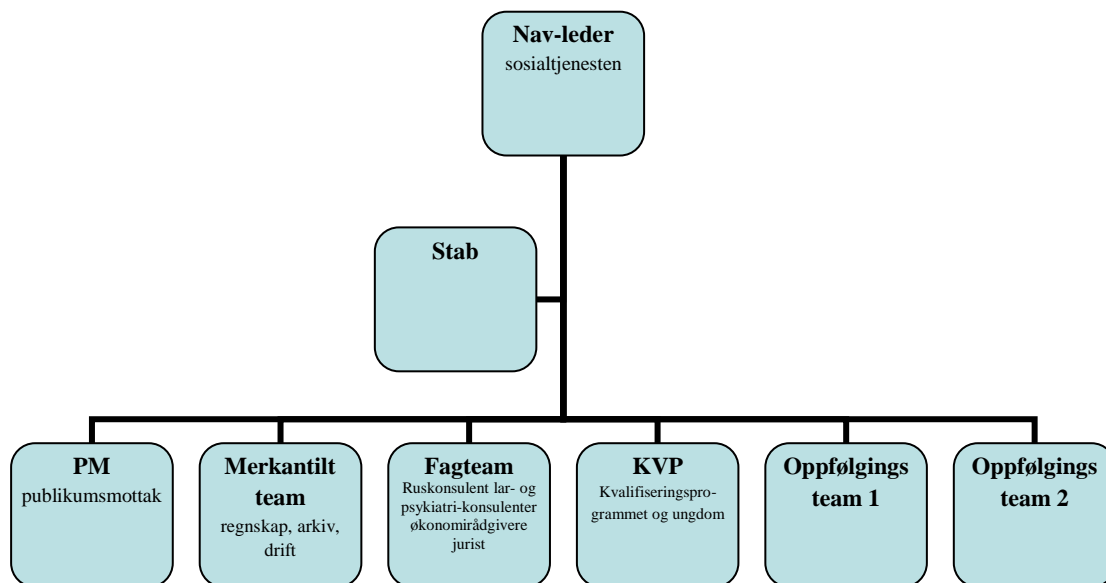 Nav-leder
sosialtjenesten
Stab
PM
publikumsmottak
Merkantilt
team
regnskap, arkiv,
drift
Fagteam
Ruskonsulent lar- og
psykiatri-konsulenter
økonomirådgivere
jurist
KVP
Kvalifiseringspro-
grammet og ungdom
Oppfølgings
team 1
Oppfølgings
team 2